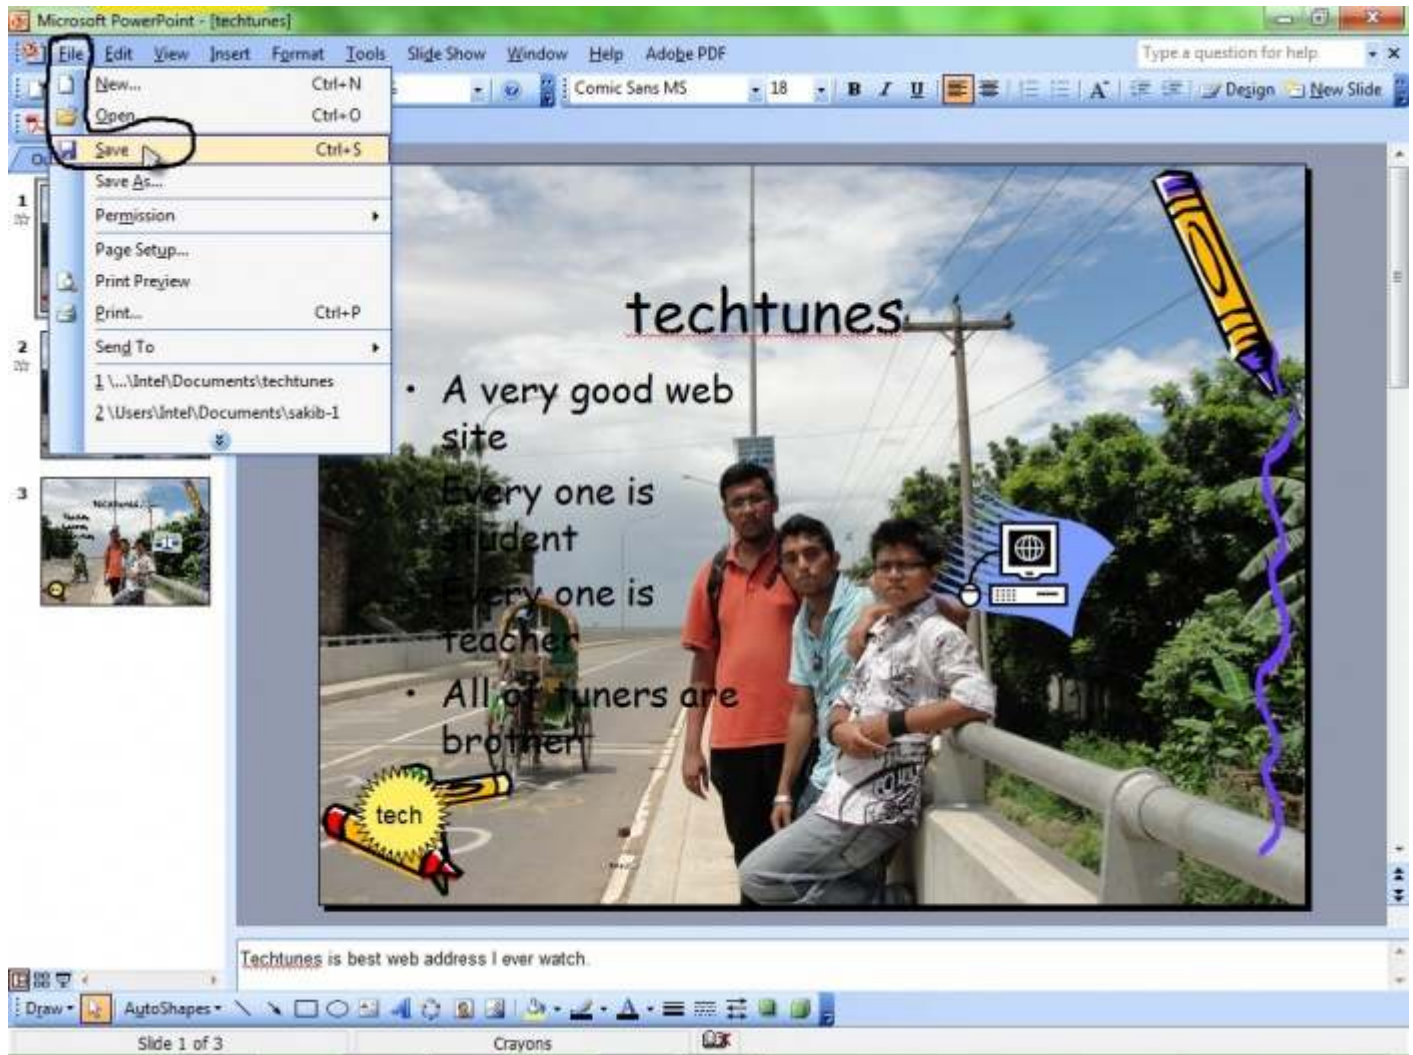 Microsoft PowerPoint - [techtunes]
File Edit View Insert Format Tools Slide Show Window Help Adobe PDF
Type a question for help
Comic Sans MS 18 B I U A Design New Slide
New... Ctrl+N
Open... Ctrl+O
Save Ctrl+S
Save As...
Permission
Page Setup...
Print Preview
Print... Ctrl+P
Send To
1 \...\Intel\Documents\techtunes
2 \Users\Intel\Documents\sakib-1
1
2
3
techtunes
• A very good web
site
• Every one is
student
• Every one is
teacher
• All of tuners are
brother
tech
Techtunes is best web address I ever watch.
Draw AutoShapes A
Slide 1 of 3 Crayons